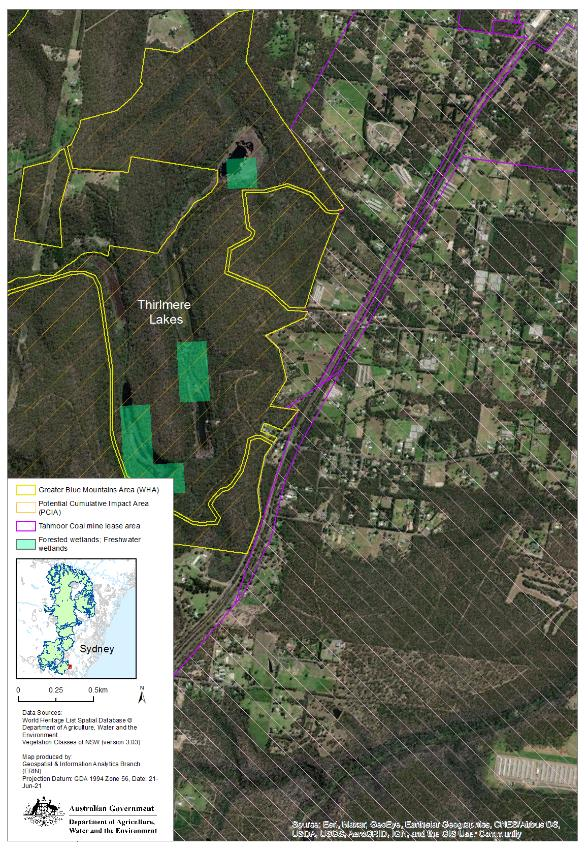 Thirlmere
Lakes
Greater Blue Mountains Area (WHA)
Potential Cumulative Impact Area
(PCIA)
Tahmoor Coal mine lease area
Forested wetlands; Freshwater
wetlands
Sydney
0 0.25 0.5km
N
Data Sources:
World Heritage List Spatial Database ©
Department of Agriculture, Water and the
Environment
Vegetation Classes of NSW (version 3.03)
Map produced by:
Geospatial & Information Analytics Branch
(ERIN)
Projection Datum: GDA 1994 Zone 56, Date: 21-
Jun-21
Australian Government
Department of Agriculture,
Water and the Environment
Source: Esri, Maxar, GeoEye, Earthstar Geographics, CNES/Airbus DS,
USDA, USGS, AeroGRID, IGN, and the GIS User Community